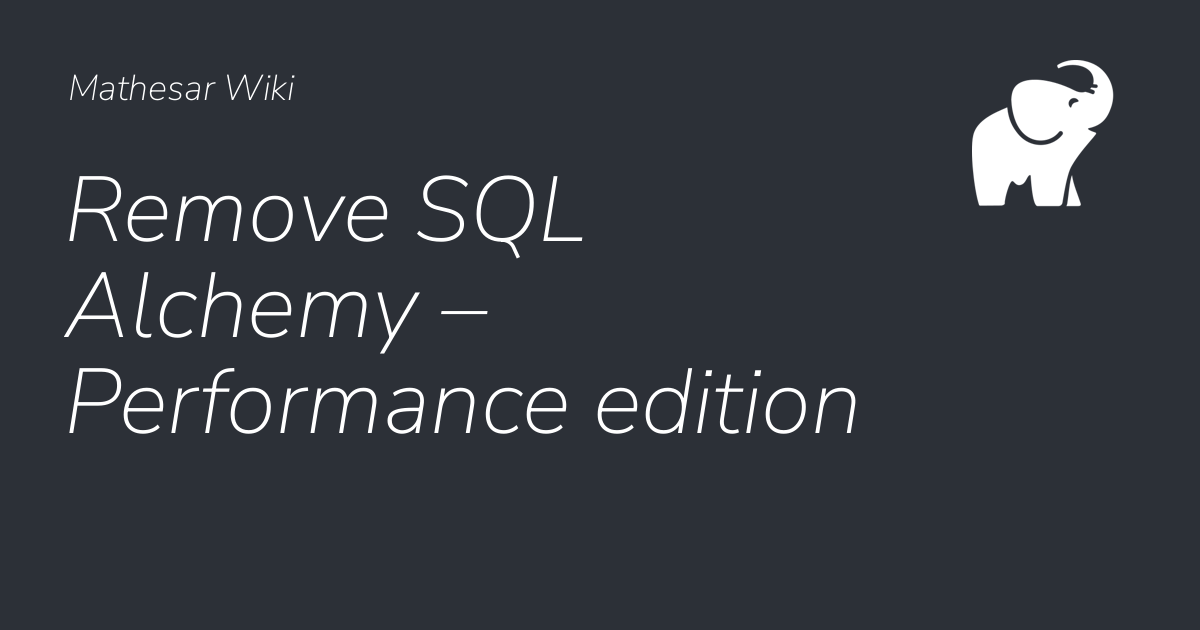 Mathesar Wiki
Remove SQL
Alchemy –
Performance edition